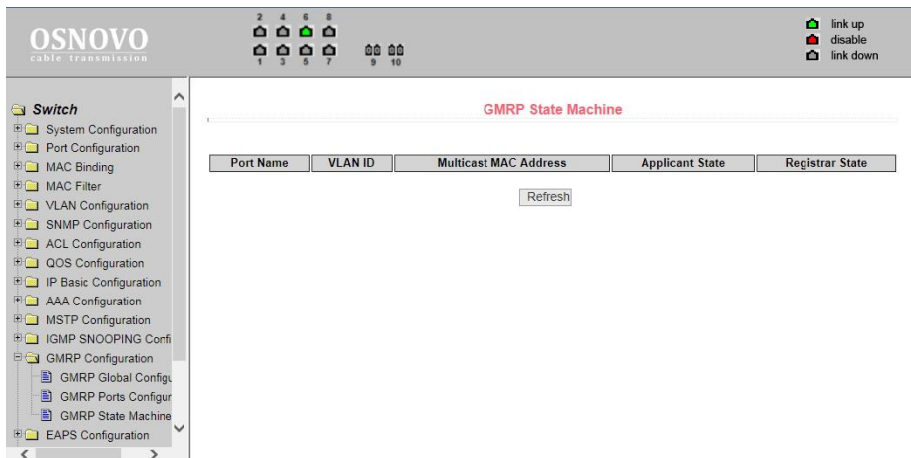 OSNOVO
cable transmission
2 4 6 8
1 3 5 7 9 10
link up
disable
link down
Switch
System Configuration
Port Configuration
MAC Binding
MAC Filter
VLAN Configuration
SNMP Configuration
ACL Configuration
QOS Configuration
IP Basic Configuration
AAA Configuration
MSTP Configuration
IGMP SNOOPING Confi
GMRP Configuration
GMRP Global Configu
GMRP Ports Configur
GMRP State Machine
EAPS Configuration
GMRP State Machine
Port Name VLAN ID Multicast MAC Address Applicant State Registrar State
Refresh